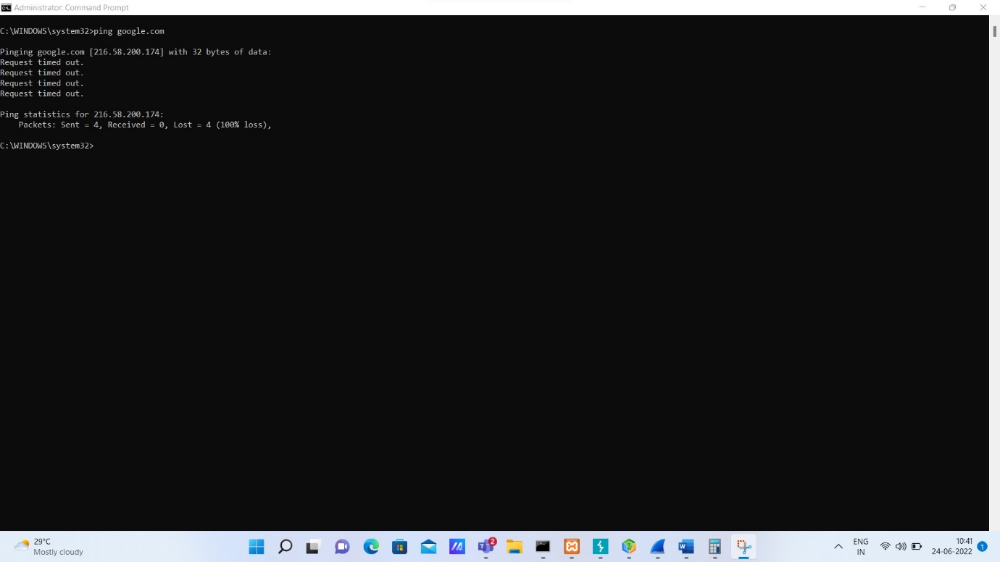 Administrator: Command Prompt
C:\WINDOWS\system32>ping google.com
Pinging google.com [216.58.200.174] with 32 bytes of data:
Request timed out.
Request timed out.
Request timed out.
Request timed out.
Ping statistics for 216.58.200.174:
    Packets: Sent = 4, Received = 0, Lost = 4 (100% loss),
C:\WINDOWS\system32>
29°C
Mostly cloudy
2
ENG
IN
10:41
24-06-2022
1